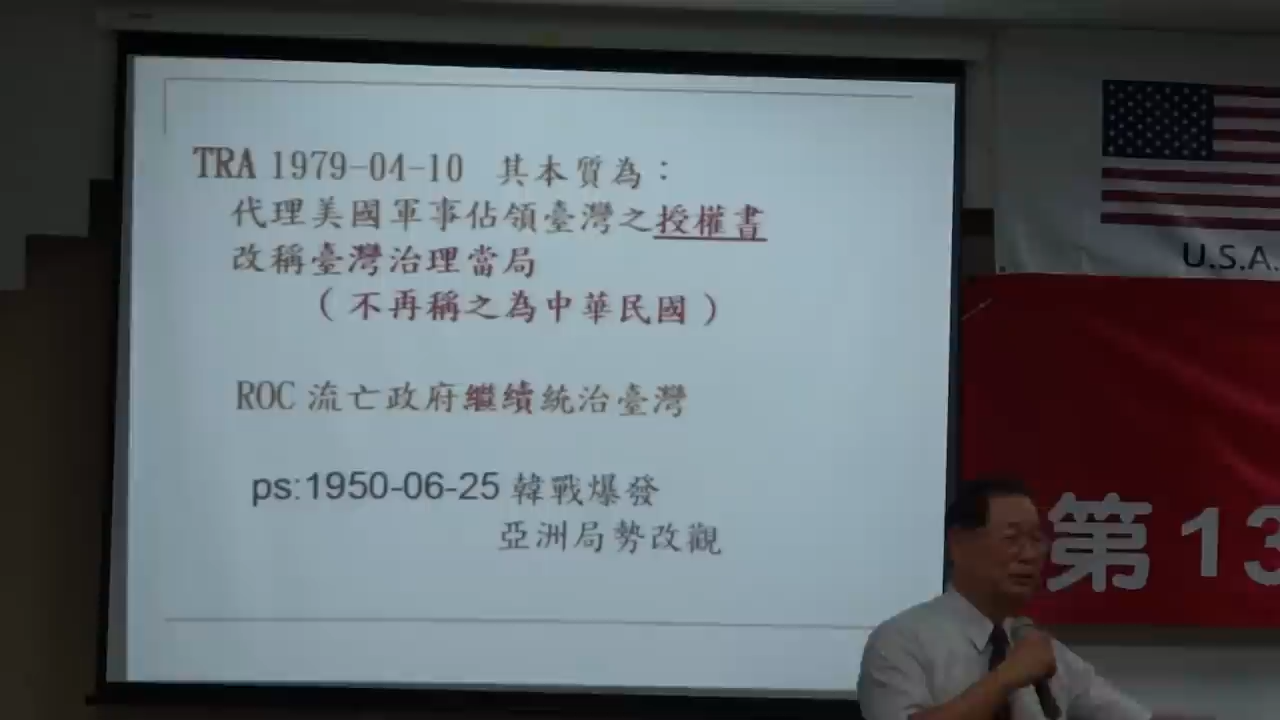 TRA 1979-04-10 其本質為：
代理美國軍事佔領臺灣之授權書
改稱臺灣治理當局
（不再稱之為中華民國）
ROC 流亡政府繼續統治臺灣
ps:1950-06-25 韓戰爆發
亞洲局勢改觀
U.S.A.
第13